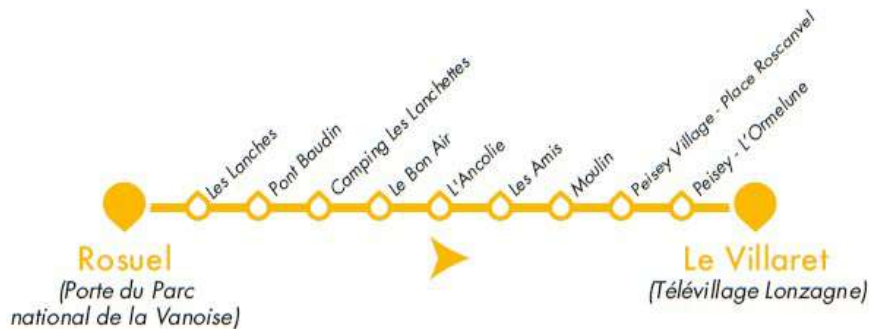 Les Lanches
Pont Baudin
Camping Les Lanchettes
Le Bon Air
L'Ancolie
Les Amis
Moulin
Peisey Village - Place Roscanvel
Peisey - L'Ormelune
Rosuel
(Porte du Parc
national de la Vanoise)
Le Villaret
(Télévillage Lonzagne)